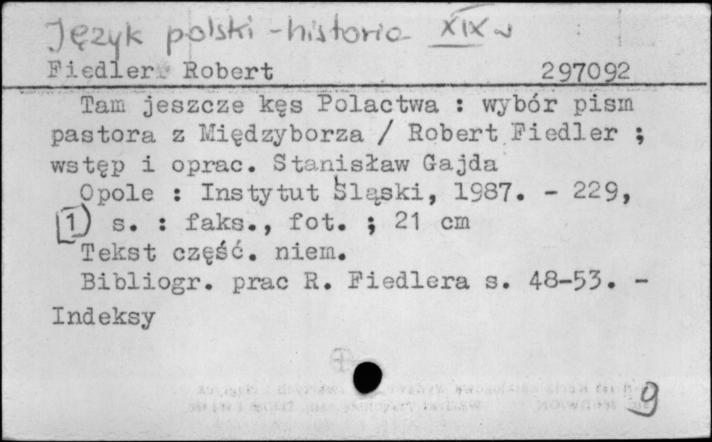 Język polski - historia XIX w
Fiedler Robert 297092
Tam jeszcze kęs Polactwa : wybór pism
pastora z Międzyborza / Robert Fiedler ;
wstęp i oprac. Stanisław Gajda
Opole : Instytut Śląski, 1987. - 229,
[1] s. : faks., fot. ; 21 cm
Tekst część. niem.
Bibliogr. prac R. Fiedlera s. 48-53. -
Indeksy
9